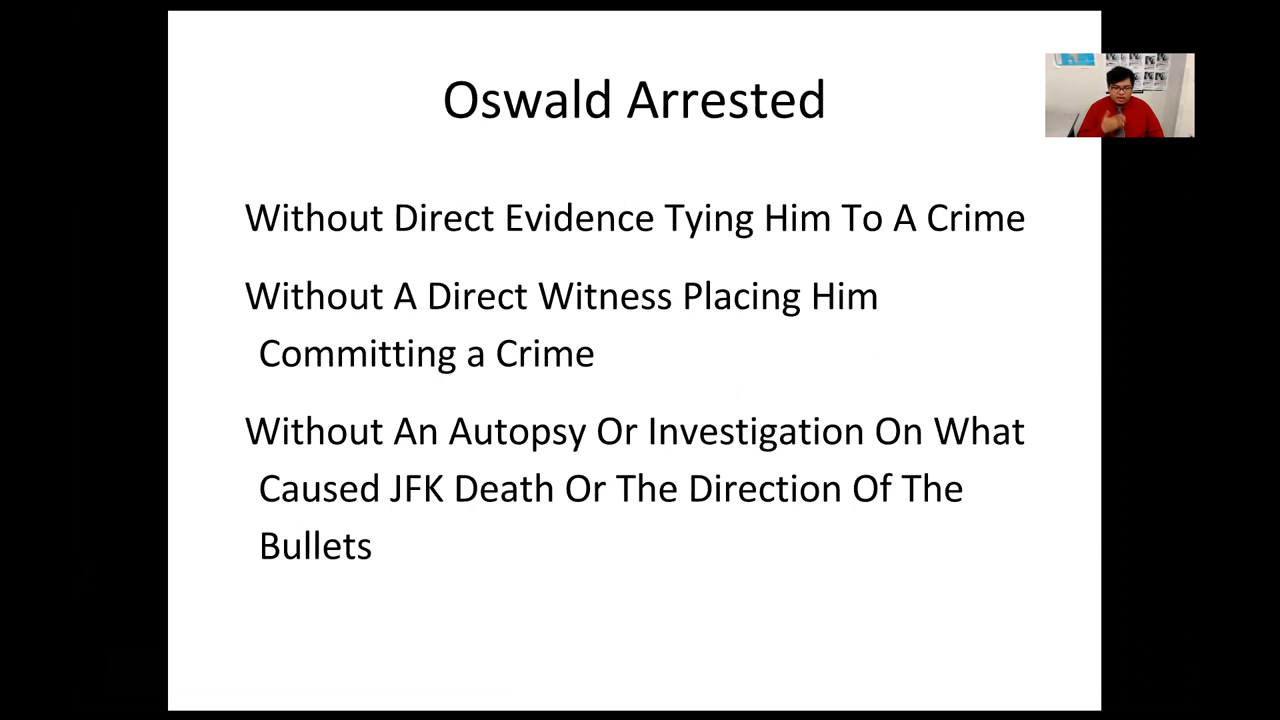 Oswald Arrested
Without Direct Evidence Tying Him To A Crime
Without A Direct Witness Placing Him
Committing a Crime
Without An Autopsy Or Investigation On What
Caused JFK Death Or The Direction Of The
Bullets